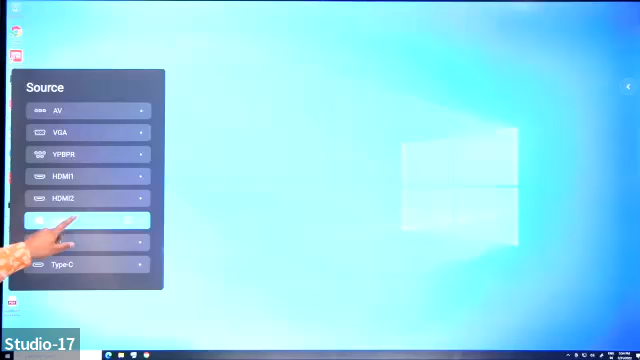 Source
AV
VGA
YPBPR
HDMI1
HDMI2
Type-C
Studio-17